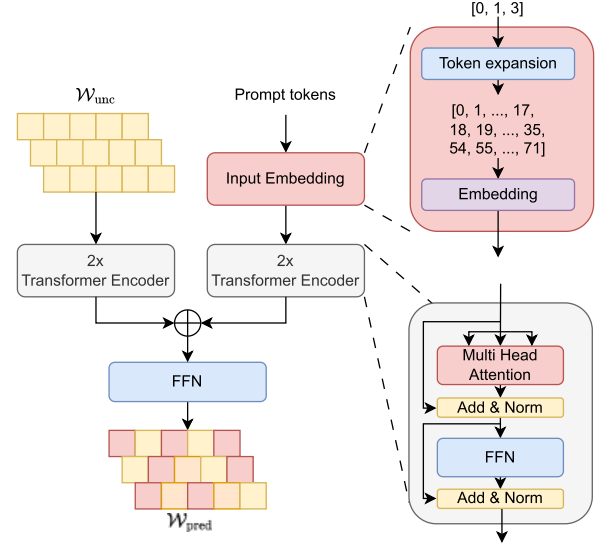 [0, 1, 3]
Token expansion
[0, 1, ..., 17,
18, 19, ..., 35,
54, 55, ..., 71]
Embedding
𝒲unc
Prompt tokens
Input Embedding
2x
Transformer Encoder
2x
Transformer Encoder
FFN
𝒲pred
Multi Head
Attention
Add & Norm
FFN
Add & Norm